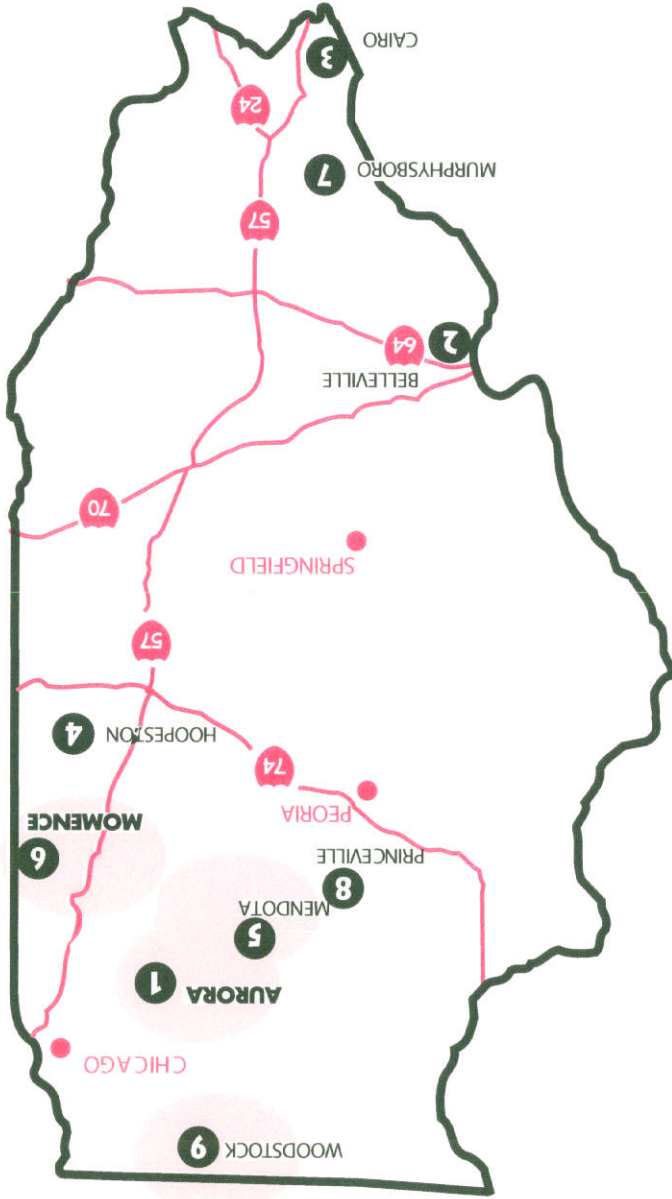 WOODSTOCK
9
CHICAGO
AURORA
1
5
MENDOTA
8
PRINCEVILLE
6
MOMENCE
PEORIA
74
HOOPESTON
4
57
SPRINGFIELD
70
BELLEVILLE
2
64
57
MURPHYSBORO
7
24
CAIRO
3